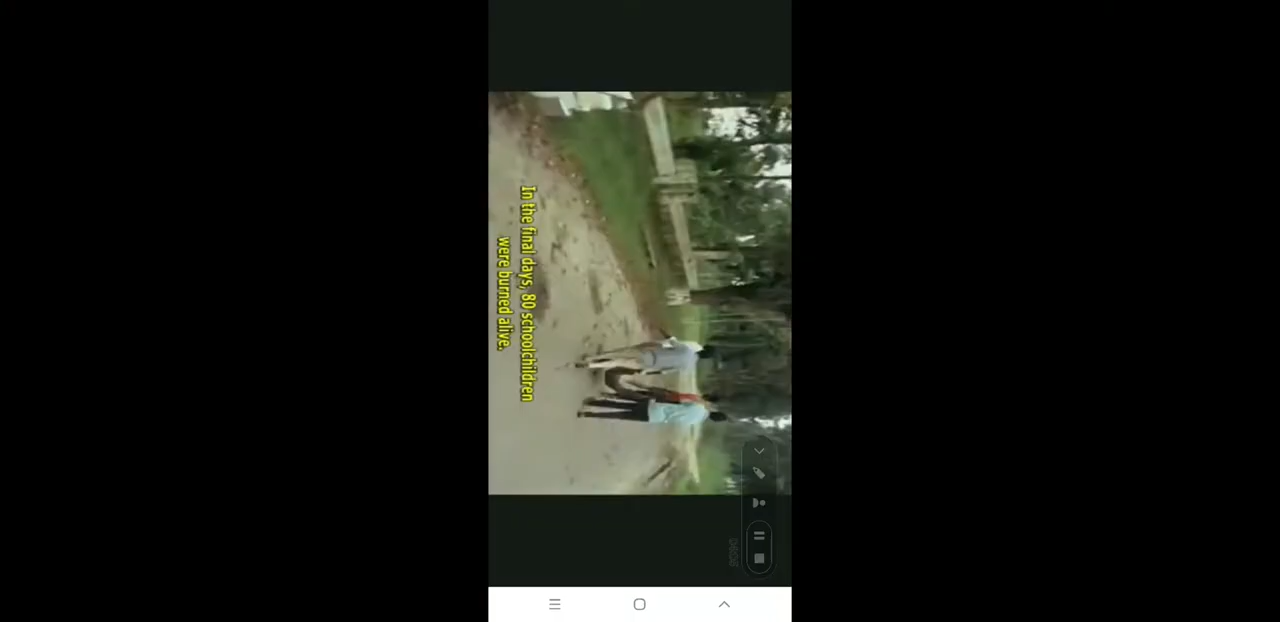 In the final days, 80 schoolchildren
were burned alive,